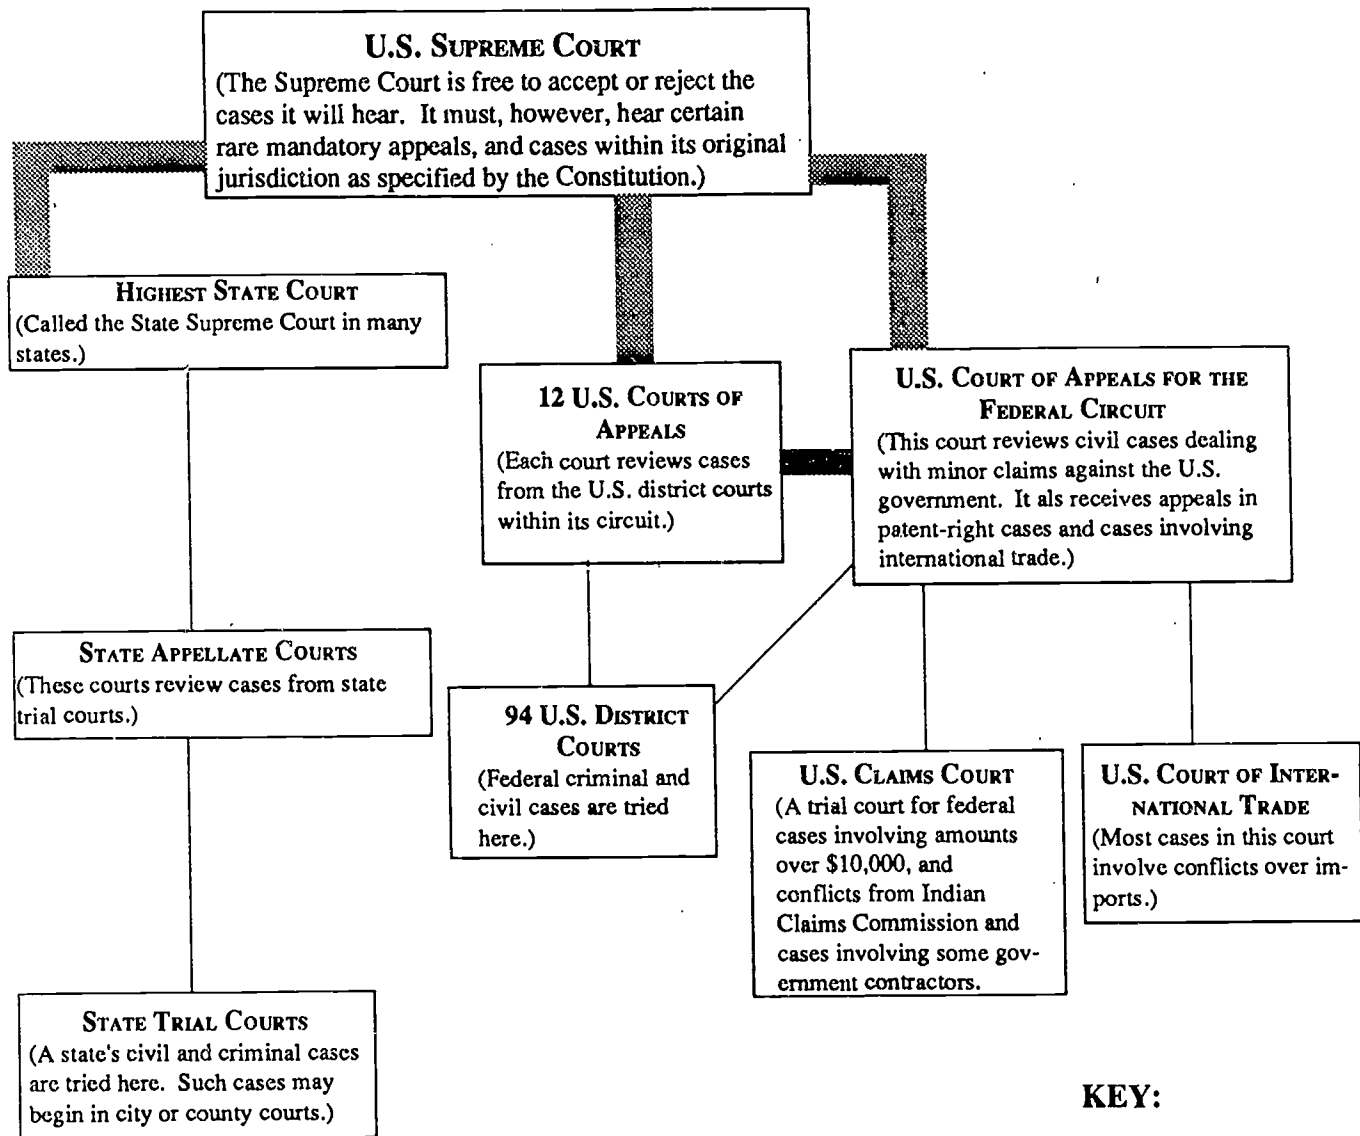 U.S. SUPREME COURT
(The Supreme Court is free to accept or reject the
cases it will hear. It must, however, hear certain
rare mandatory appeals, and cases within its original
jurisdiction as specified by the Constitution.)
HIGHEST STATE COURT
(Called the State Supreme Court in many
states.)
12 U.S. COURTS OF
APPEALS
(Each court reviews cases
from the U.S. district courts
within its circuit.)
U.S. COURT OF APPEALS FOR THE
FEDERAL CIRCUIT
(This court reviews civil cases dealing
with minor claims against the U.S.
government. It als receives appeals in
patent-right cases and cases involving
international trade.)
STATE APPELLATE COURTS
(These courts review cases from state
trial courts.)
94 U.S. DISTRICT
COURTS
(Federal criminal and
civil cases are tried
here.)
U.S. CLAIMS COURT
(A trial court for federal
cases involving amounts
over $10,000, and
conflicts from Indian
Claims Commission and
cases involving some gov-
ernment contractors.
U.S. COURT OF INTER-
NATIONAL TRADE
(Most cases in this court
involve conflicts over im-
ports.)
STATE TRIAL COURTS
(A state's civil and criminal cases
are tried here. Such cases may
begin in city or county courts.)
KEY: